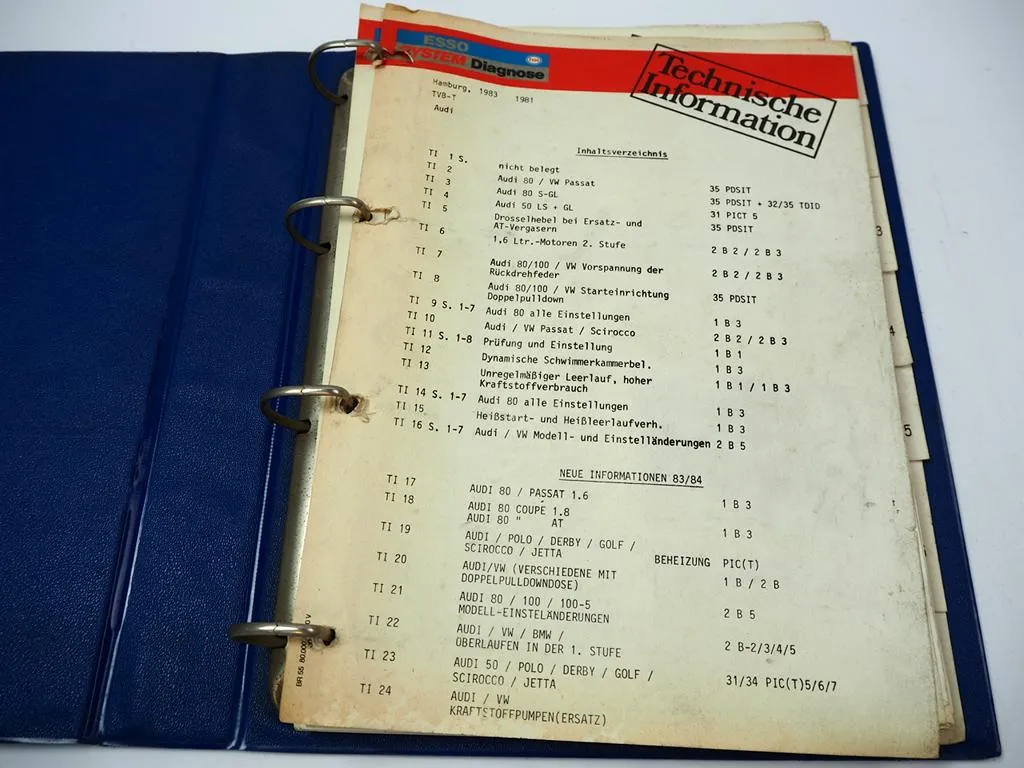 ESSO
SYSTEM Diagnose
Esso
Technische
Information
Hamburg, 1983 1981
TVB-T
Audi
Inhaltsverzeichnis
TI 1 S. nicht belegt
TI 2 Audi 80 / VW Passat 35 PDSIT
TI 3 Audi 80 S-GL 35 PDSIT + 32/35 TDID
TI 4 Audi 50 LS + GL 31 PICT 5
TI 5 Drosselhebel bei Ersatz- und 35 PDSIT
AT-Vergasern
TI 6 1,6 Ltr.-Motoren 2. Stufe 2 B 2 / 2 B 3
TI 7 Audi 80/100 / VW Vorspannung der 2 B 2 / 2 B 3
Rückdrehfeder
TI 8 Audi 80/100 / VW Starteinrichtung 35 PDSIT
Doppelpulldown
TI 9 S. 1-7 Audi 80 alle Einstellungen 1 B 3
TI 10 Audi / VW Passat / Scirocco 2 B 2 / 2 B 3
TI 11 S. 1-8 Prüfung und Einstellung 1 B 1
TI 12 Dynamische Schwimmerkammerbel. 1 B 3
TI 13 Unregelmäßiger Leerlauf, hoher 1 B 1 / 1 B 3
Kraftstoffverbrauch
TI 14 S. 1-7 Audi 80 alle Einstellungen 1 B 3
TI 15 Heißstart- und Heißleerlaufverh. 1 B 3
TI 16 S. 1-7 Audi / VW Modell- und Einstelländerungen 2 B 5
NEUE INFORMATIONEN 83/84
TI 17 AUDI 80 / PASSAT 1.6 1 B 3
TI 18 AUDI 80 COUPÉ 1.8 1 B 3
AUDI 80 " AT
TI 19 AUDI / POLO / DERBY / GOLF / BEHEIZUNG PIC(T)
SCIROCCO / JETTA
TI 20 AUDI/VW (VERSCHIEDENE MIT 1 B / 2 B
DOPPELPULLDOWNDOSE)
TI 21 AUDI 80 / 100 / 100-5 2 B 5
MODELL-EINSTELÄNDERUNGEN
TI 22 AUDI / VW / BMW / 2 B-2/3/4/5
ÜBERLAUFEN IN DER 1. STUFE
TI 23 AUDI 50 / POLO / DERBY / GOLF / 31/34 PIC(T)5/6/7
SCIROCCO / JETTA
TI 24 AUDI / VW
KRAFTSTOFFPUMPEN(ERSATZ)
3
4
5